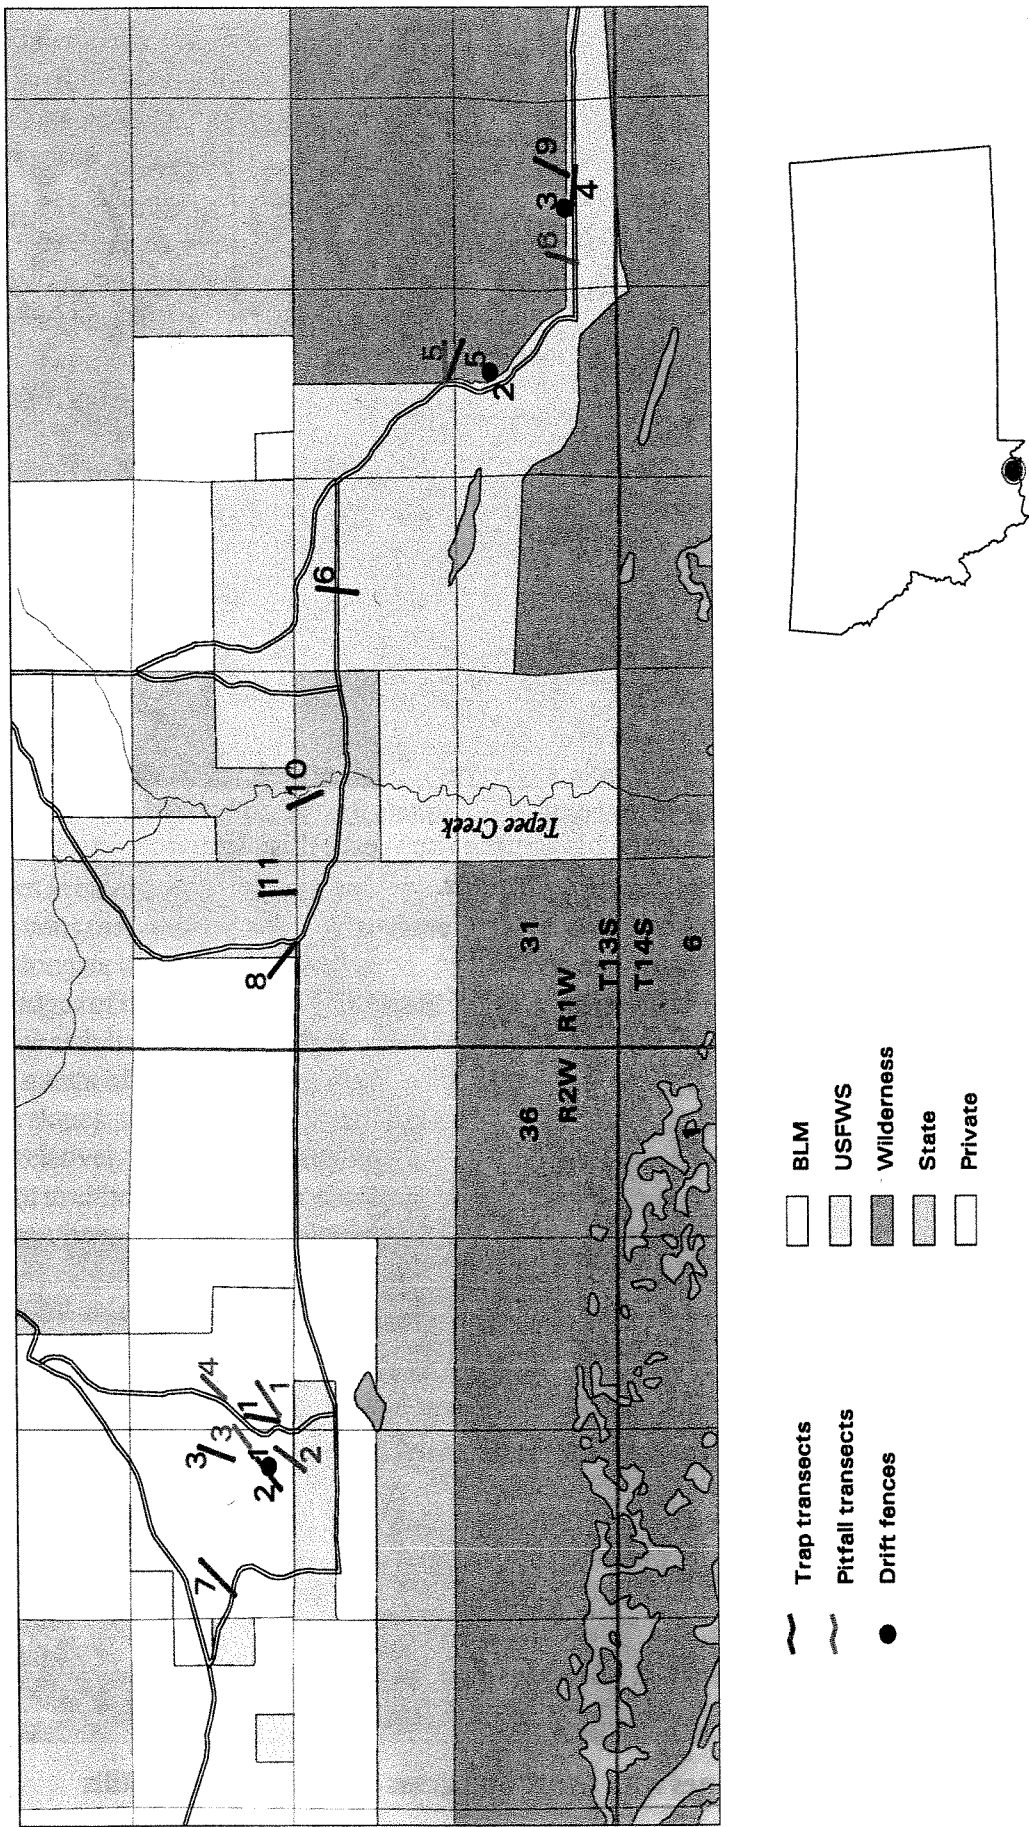 9
3
4
6
5
5
2
6
10
11
8
Tepee Creek
31
R1W
T13S
T14S
6
36
R2W
4
1
1
3
3
1
2
2
7
BLM
USFWS
Wilderness
State
Private
Trap transects
Pitfall transects
Drift fences